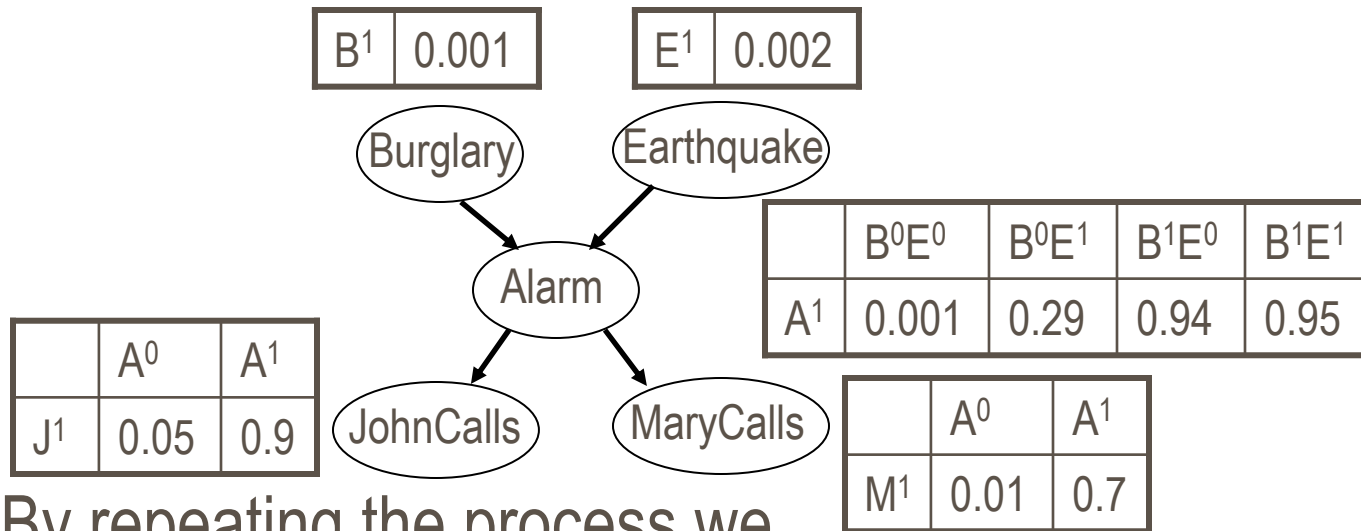 B¹ 0.001 E¹ 0.002
Burglary Earthquake
B⁰E⁰ B⁰E¹ B¹E⁰ B¹E¹
A¹ 0.001 0.29 0.94 0.95
Alarm
A⁰ A¹
J¹ 0.05 0.9
JohnCalls MaryCalls
A⁰ A¹
M¹ 0.01 0.7
By repeating the process we